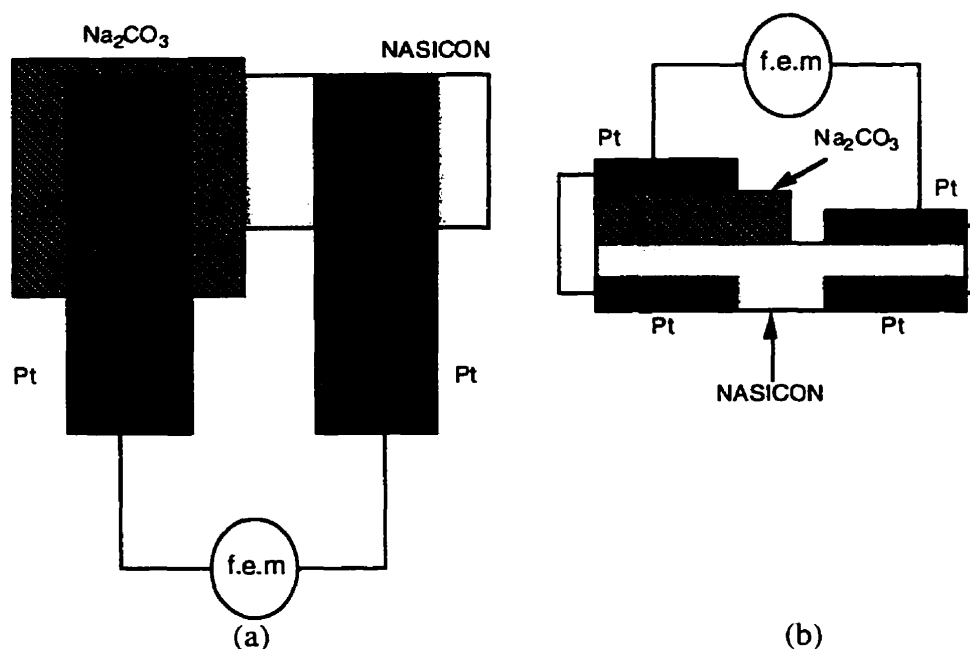 Na₂CO₃
NASICON
Pt
Pt
f.e.m
(a)
f.e.m
Pt
Na₂CO₃
Pt
Pt
Pt
NASICON
(b)